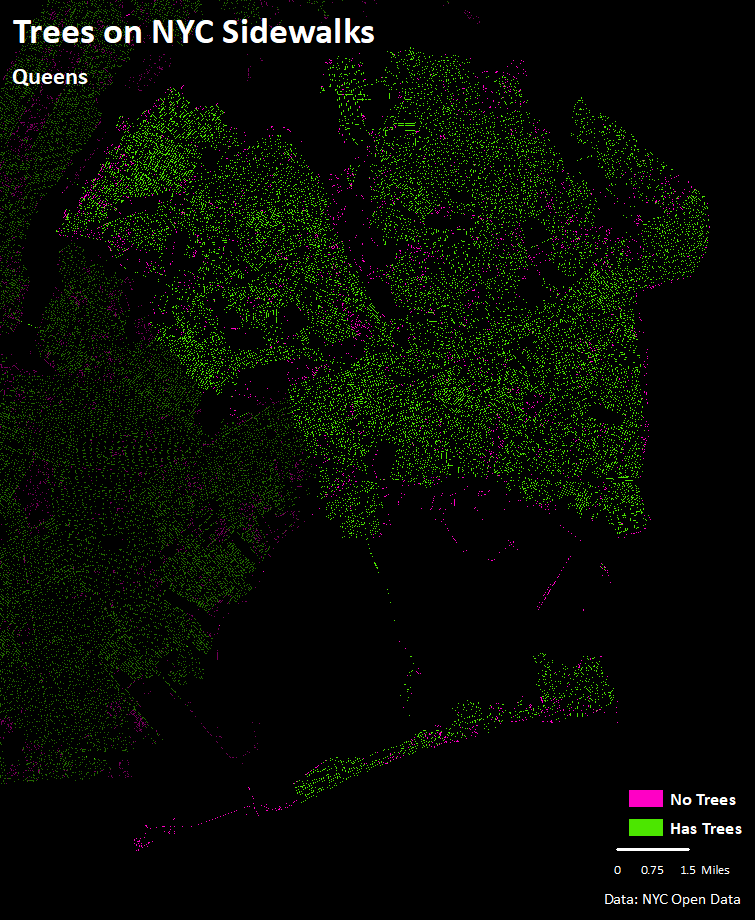 Trees on NYC Sidewalks
Queens
No Trees
Has Trees
0 0.75 1.5 Miles
Data: NYC Open Data